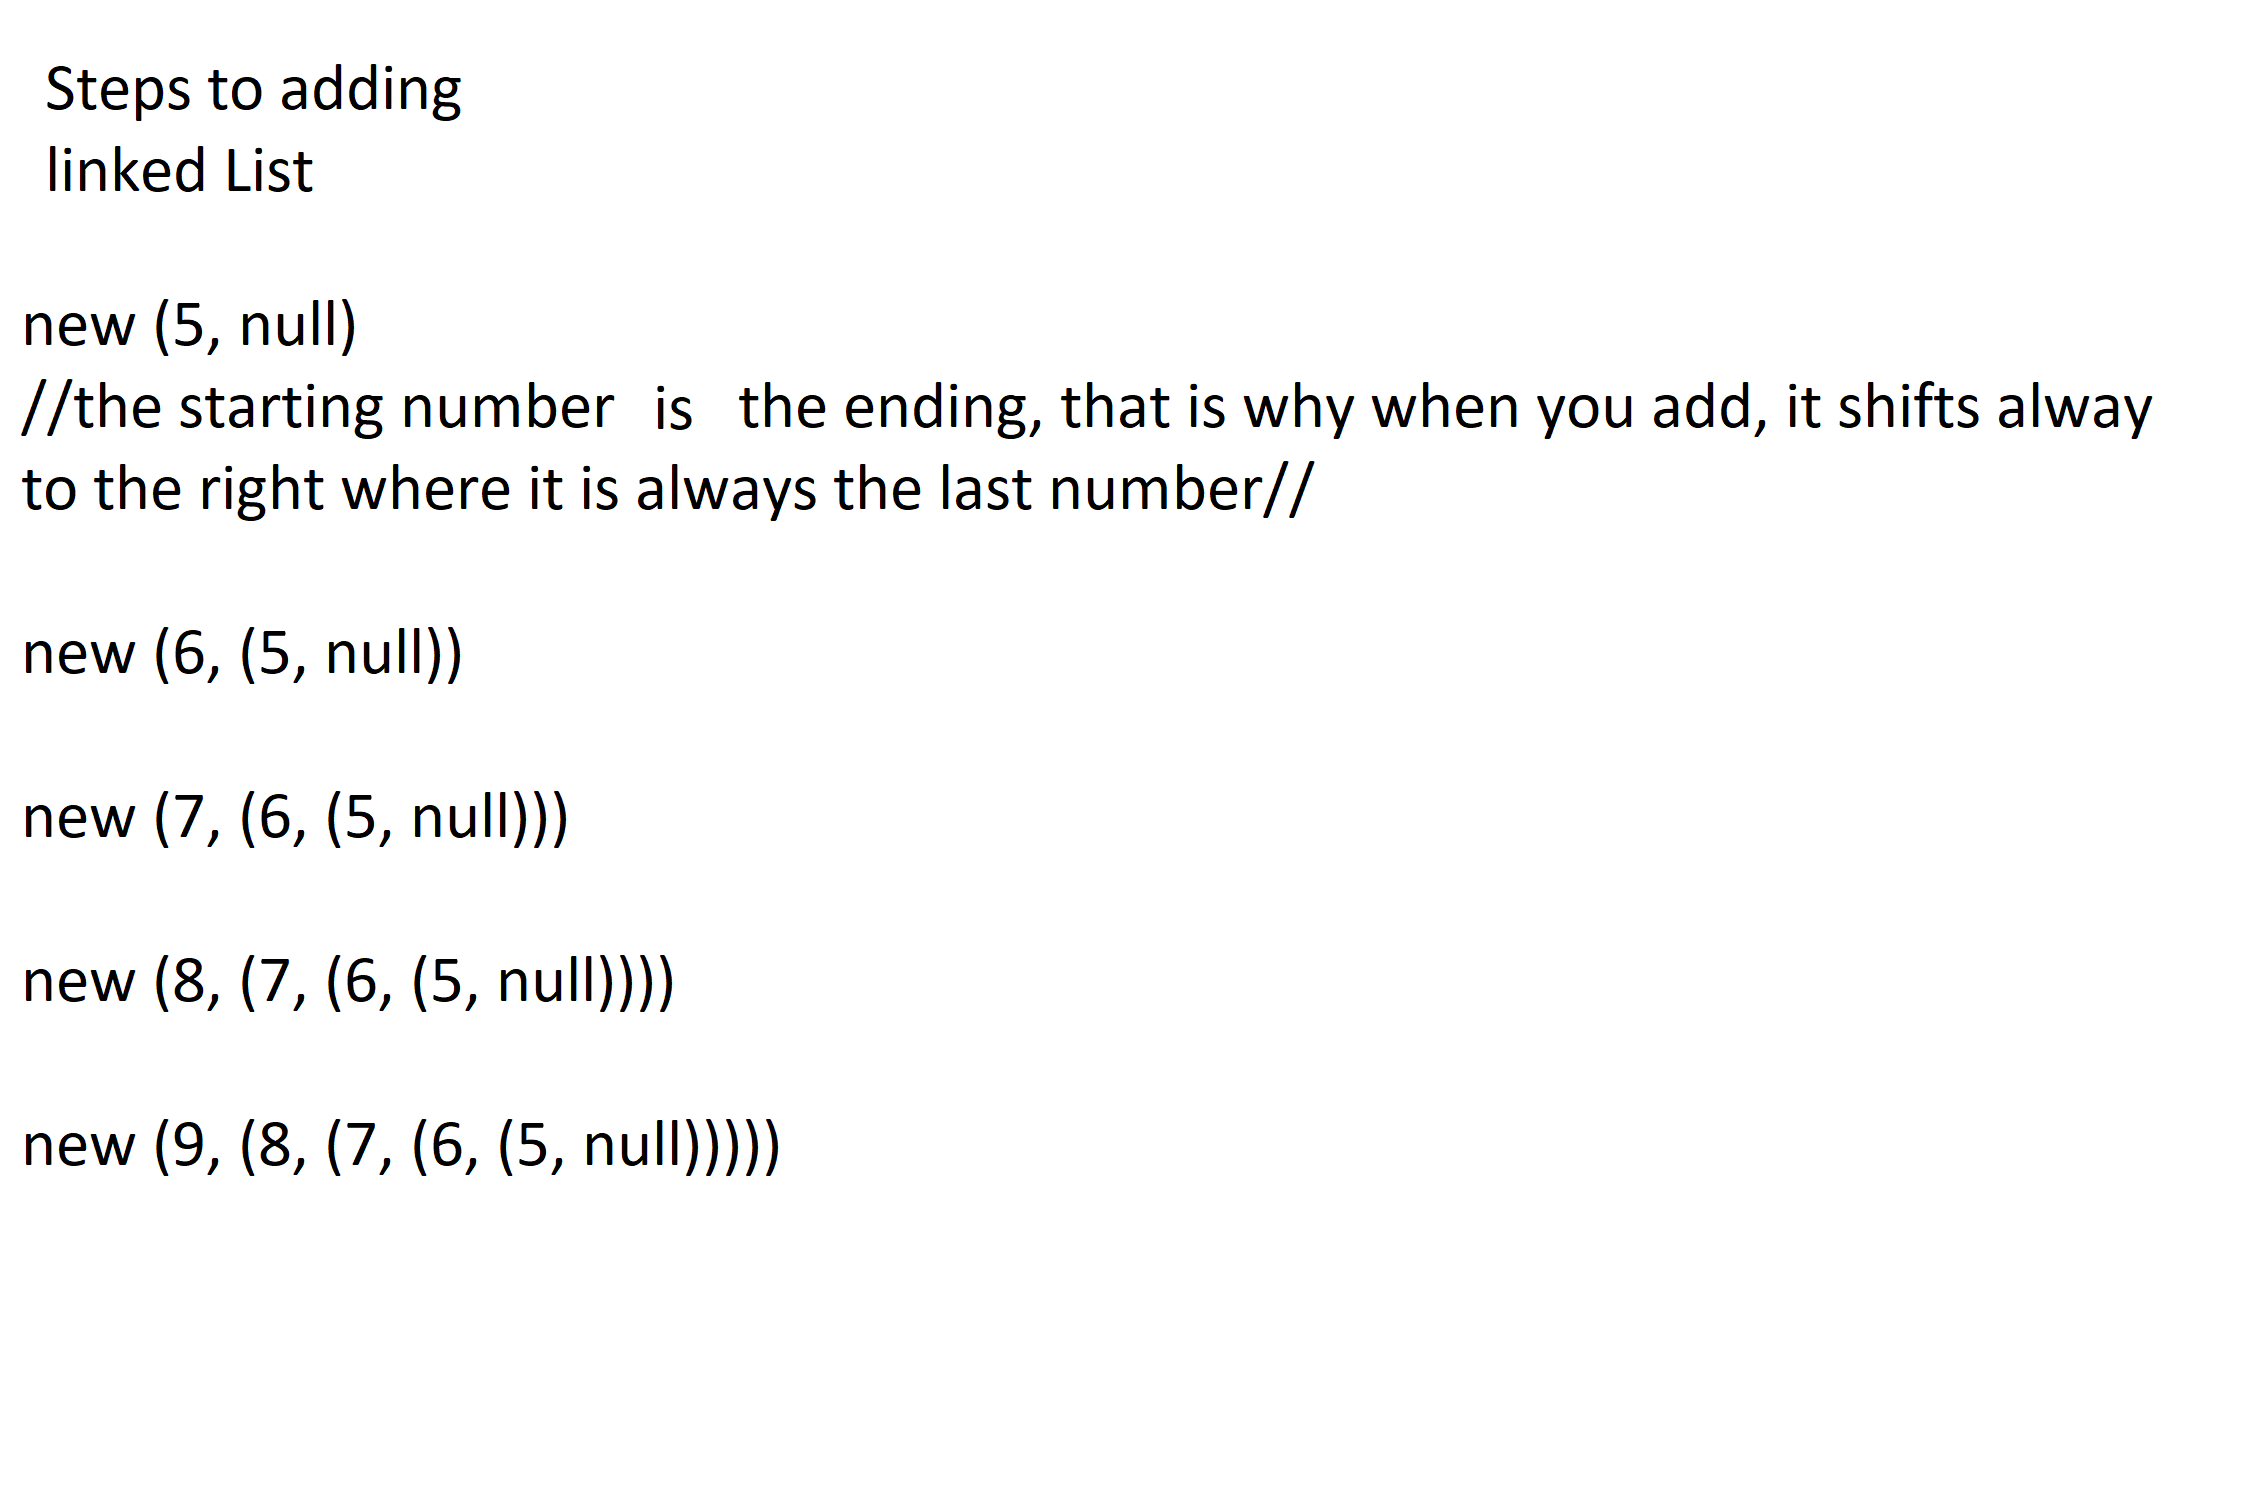 Steps to adding
linked List
new (5, null)
//the starting number is the ending, that is why when you add, it shifts alway
to the right where it is always the last number//
new (6, (5, null))
new (7, (6, (5, null)))
new (8, (7, (6, (5, null))))
new (9, (8, (7, (6, (5, null)))))